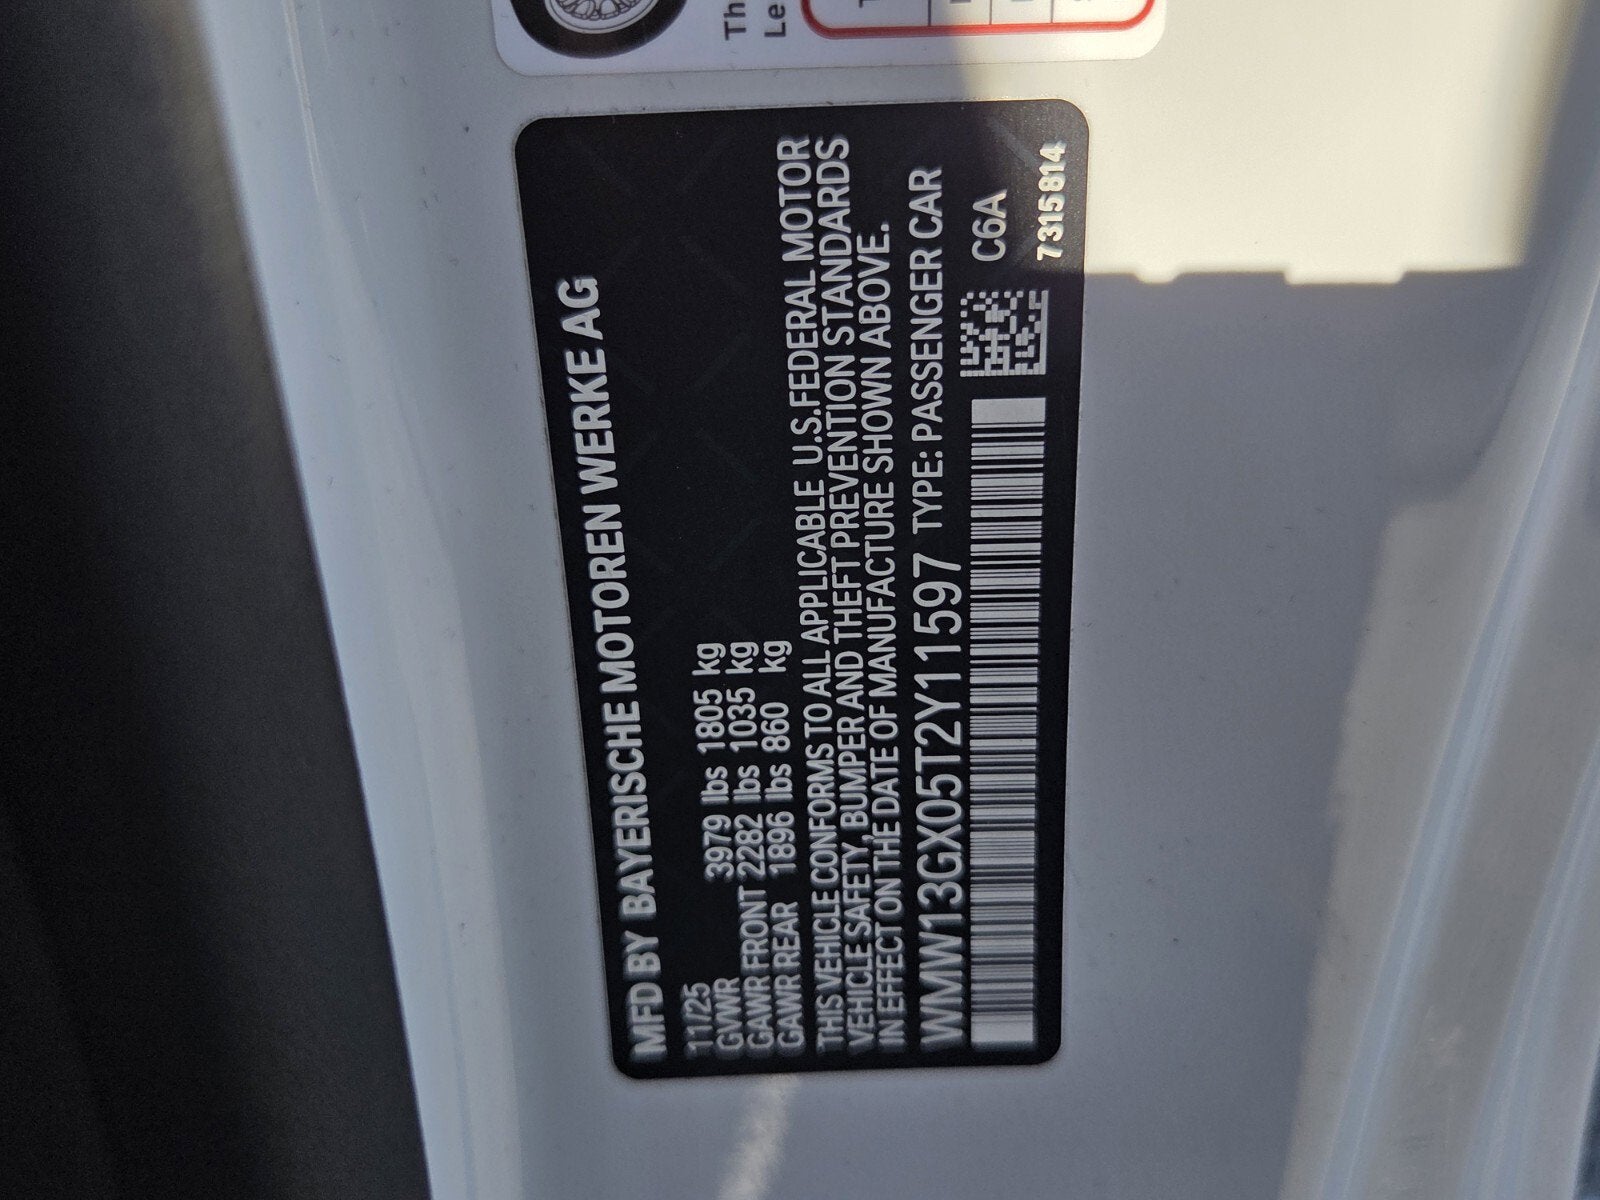 Th
Le
MFD BY BAYERISCHE MOTOREN WERKE AG
11/25
GVWR 3979 lbs 1805 kg
GAWR FRONT 2282 lbs 1035 kg
GAWR REAR 1896 lbs 860 kg
THIS VEHICLE CONFORMS TO ALL APPLICABLE U.S.FEDERAL MOTOR
VEHICLE SAFETY, BUMPER AND THEFT PREVENTION STANDARDS
IN EFFECT ON THE DATE OF MANUFACTURE SHOWN ABOVE.
WMW13GX05T2Y11597 TYPE: PASSENGER CAR
C6A
7315814